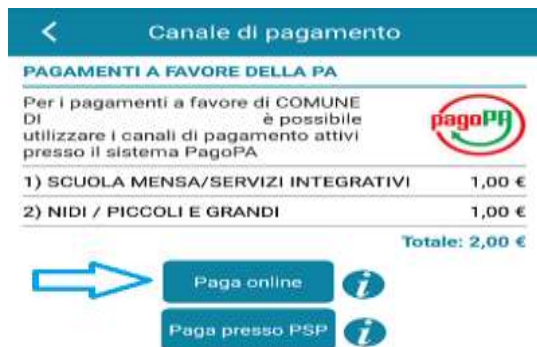 Canale di pagamento
PAGAMENTI A FAVORE DELLA PA
Per i pagamenti a favore di COMUNE
DI è possibile
utilizzare i canali di pagamento attivi
presso il sistema PagoPA
pagoPA
1) SCUOLA MENSA/SERVIZI INTEGRATIVI 1,00 €
2) NIDI / PICCOLI E GRANDI 1,00 €
Totale: 2,00 €
Paga online i
Paga presso PSP i